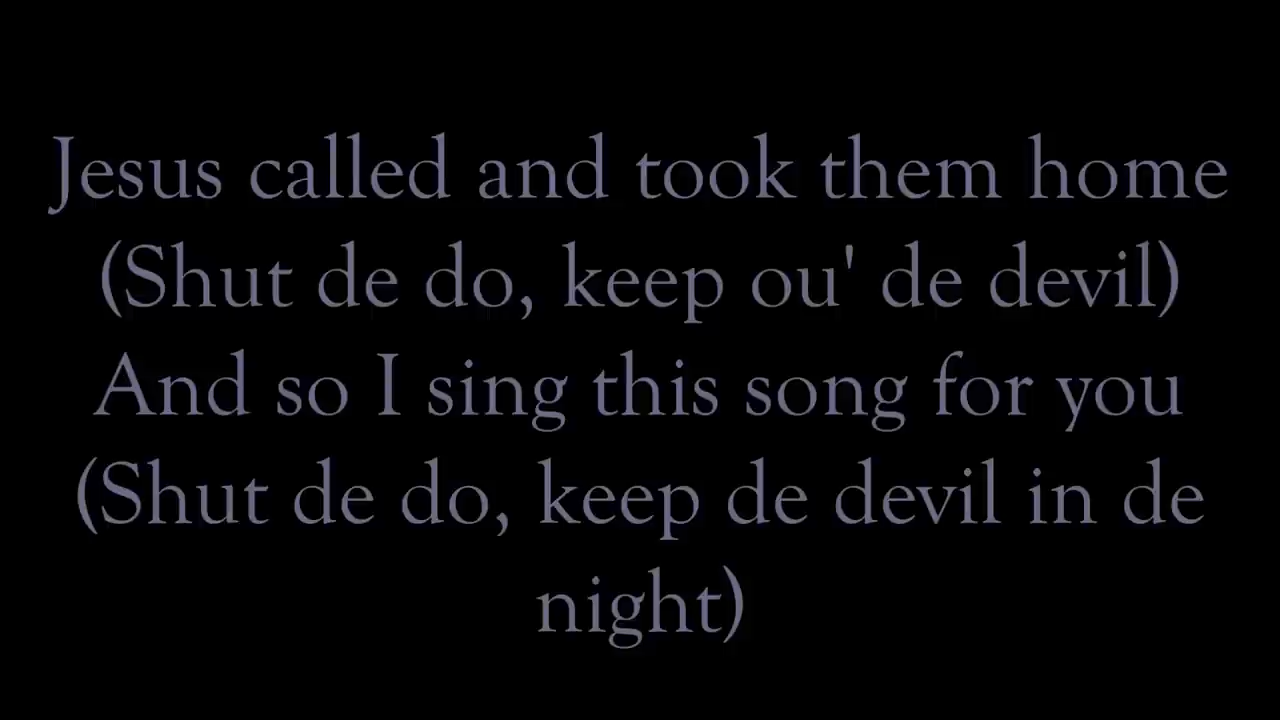 Jesus called and took them home
(Shut de do, keep ou' de devil)
And so I sing this song for you
(Shut de do, keep de devil in de
night)